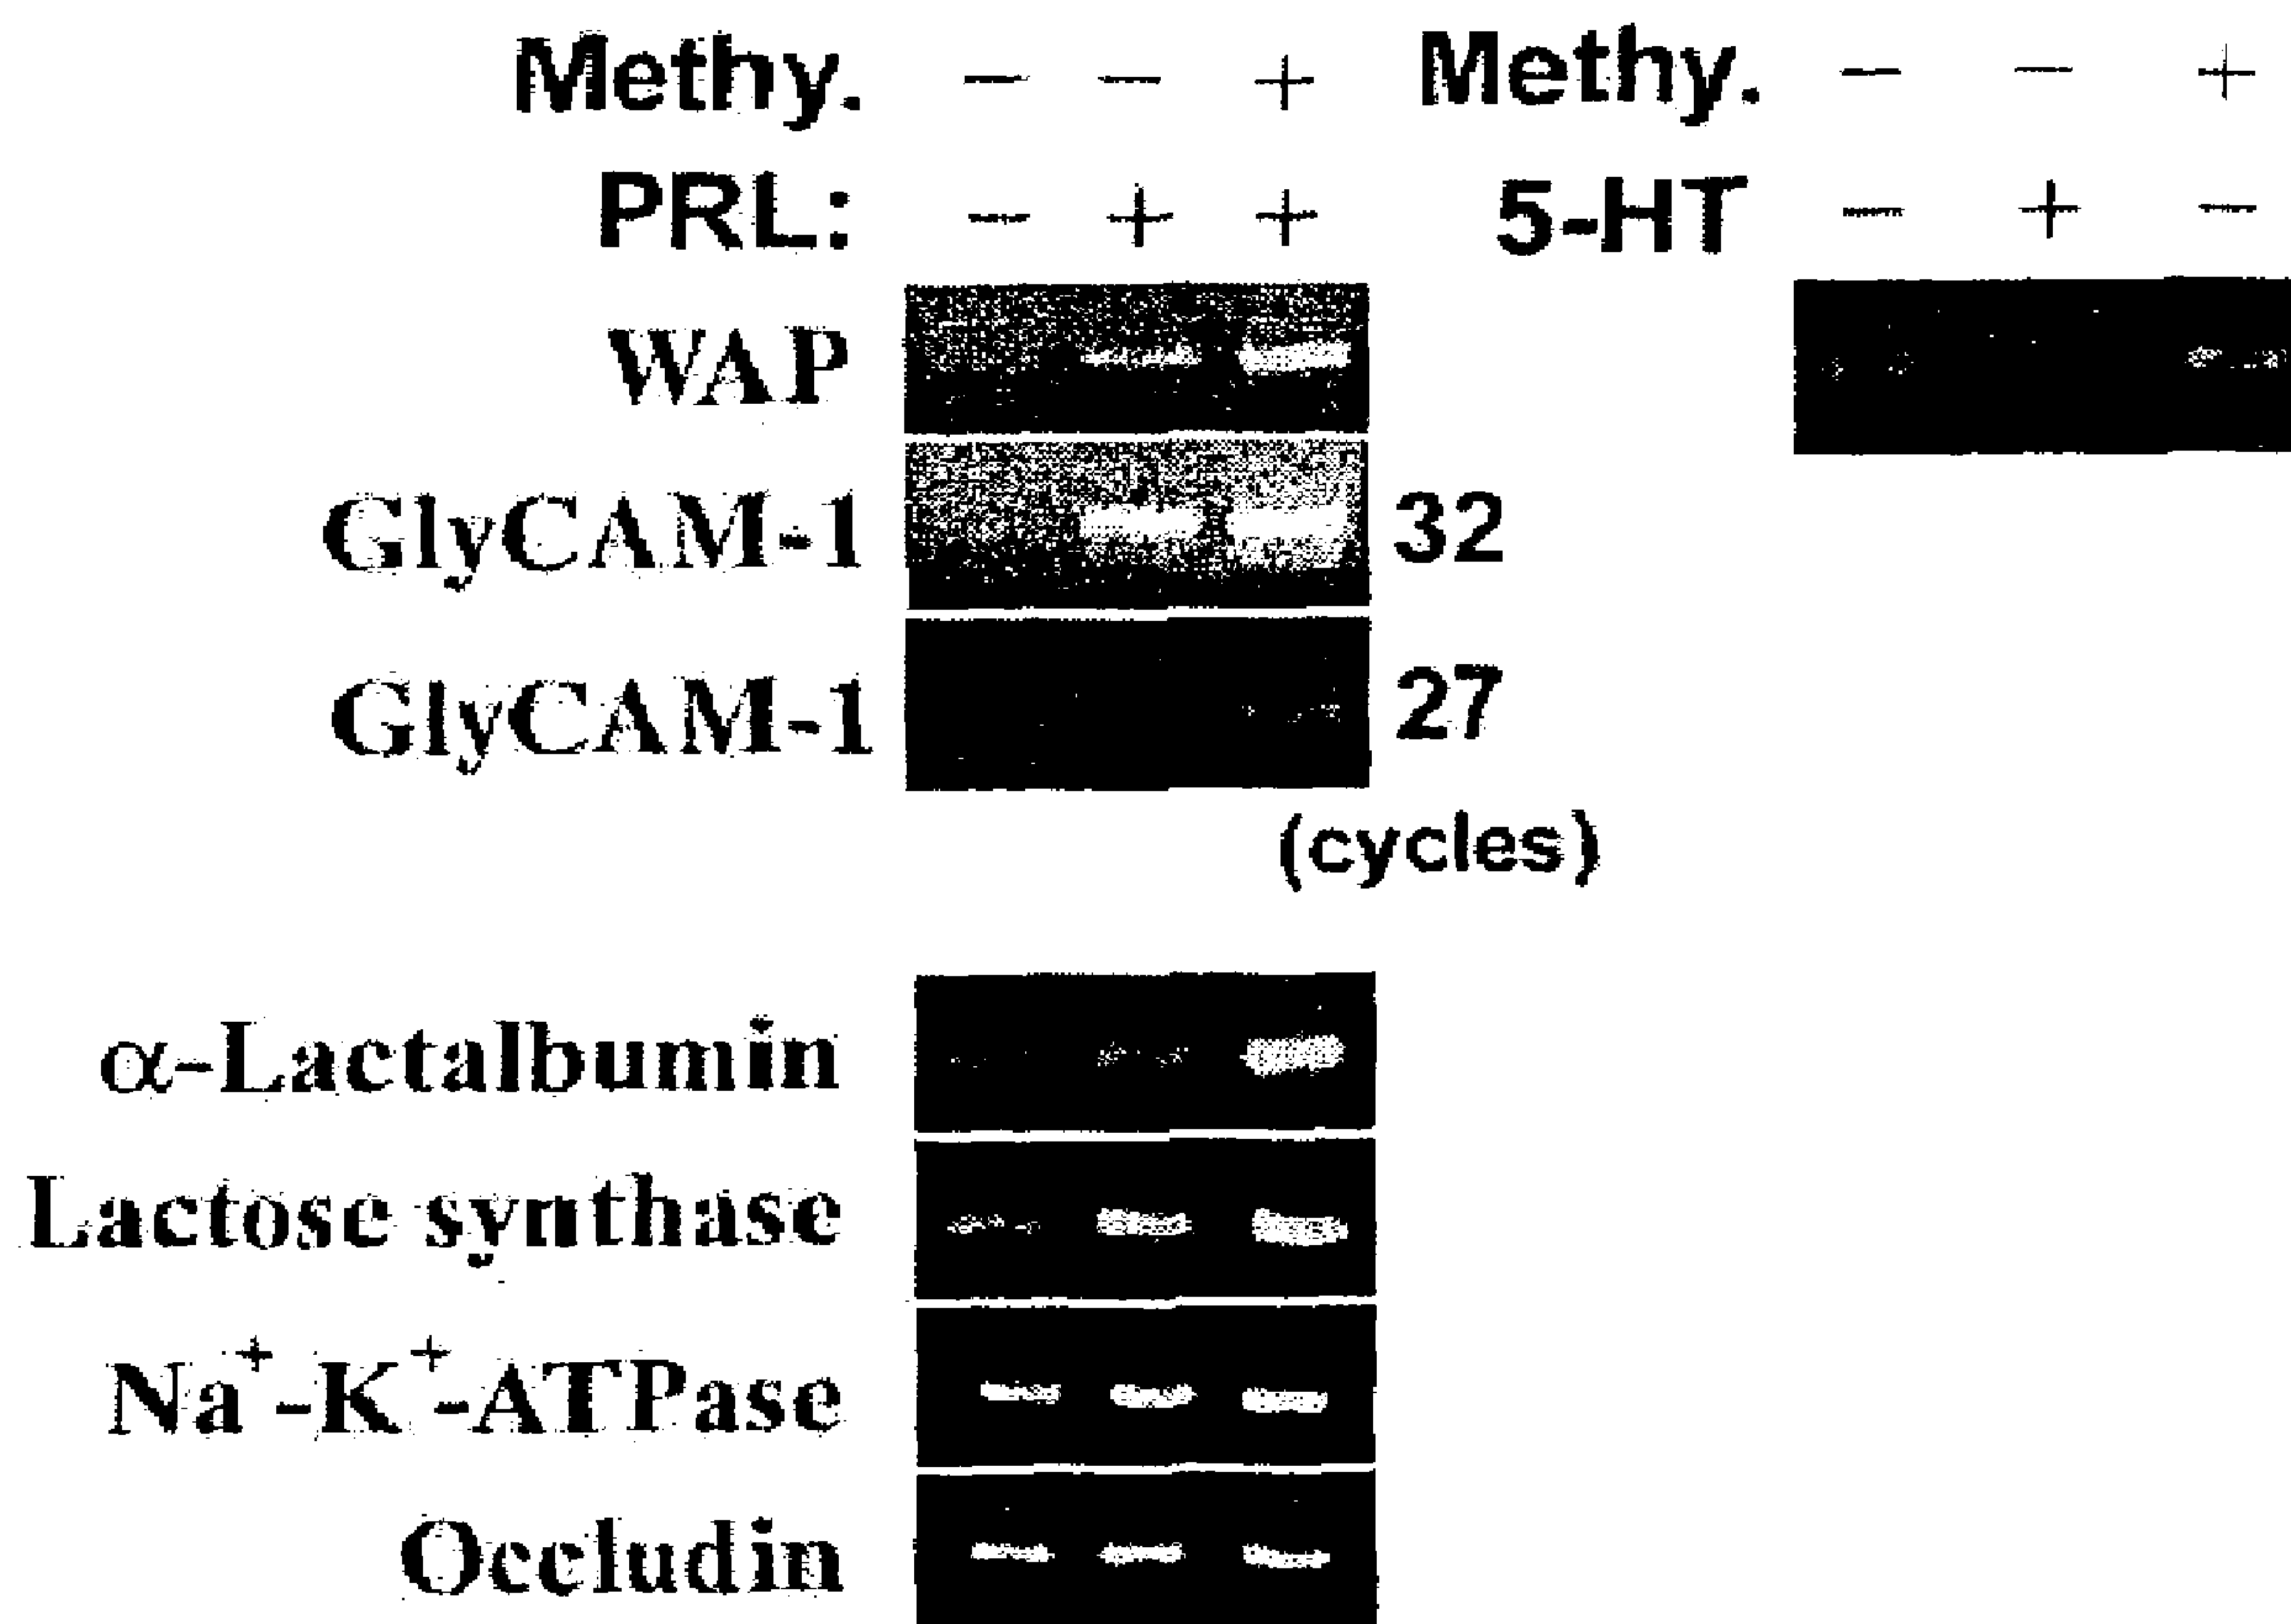 Methy. − − + Methy. − − +
PRL: − + + 5-HT − + −
WAP
GlyCAM-1 32
GlyCAM-1 27
(cycles)
α-Lactalbumin
Lactose synthase
Na⁺-K⁺-ATPase
Occludin